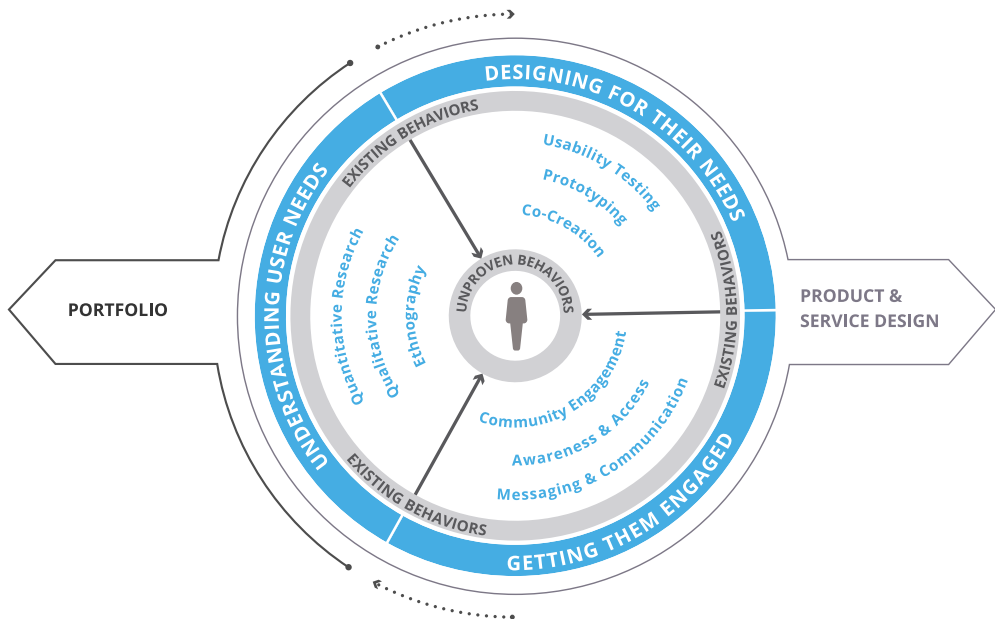 DESIGNING FOR THEIR NEEDS
EXISTING BEHAVIORS
Usability Testing
Prototyping
Co-Creation
UNDERSTANDING USER NEEDS
Quantitative Research
Qualitative Research
Ethnography
UNPROVEN BEHAVIORS
EXISTING BEHAVIORS
PORTFOLIO
PRODUCT &
SERVICE DESIGN
Community Engagement
Awareness & Access
Messaging & Communication
EXISTING BEHAVIORS
GETTING THEM ENGAGED